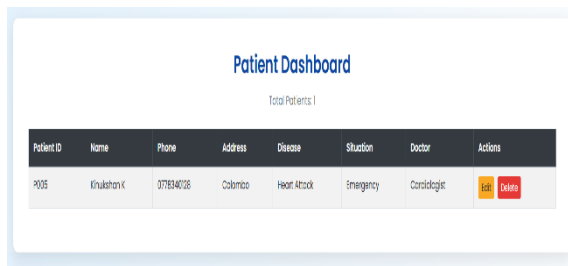 Patient Dashboard
Total Patients: 1
Patient ID Name Phone Address Disease Situation Doctor Actions
P005 Kirukshan K 0778340128 Colombo Heart Attack Emergency Cardiologist Edit Delete